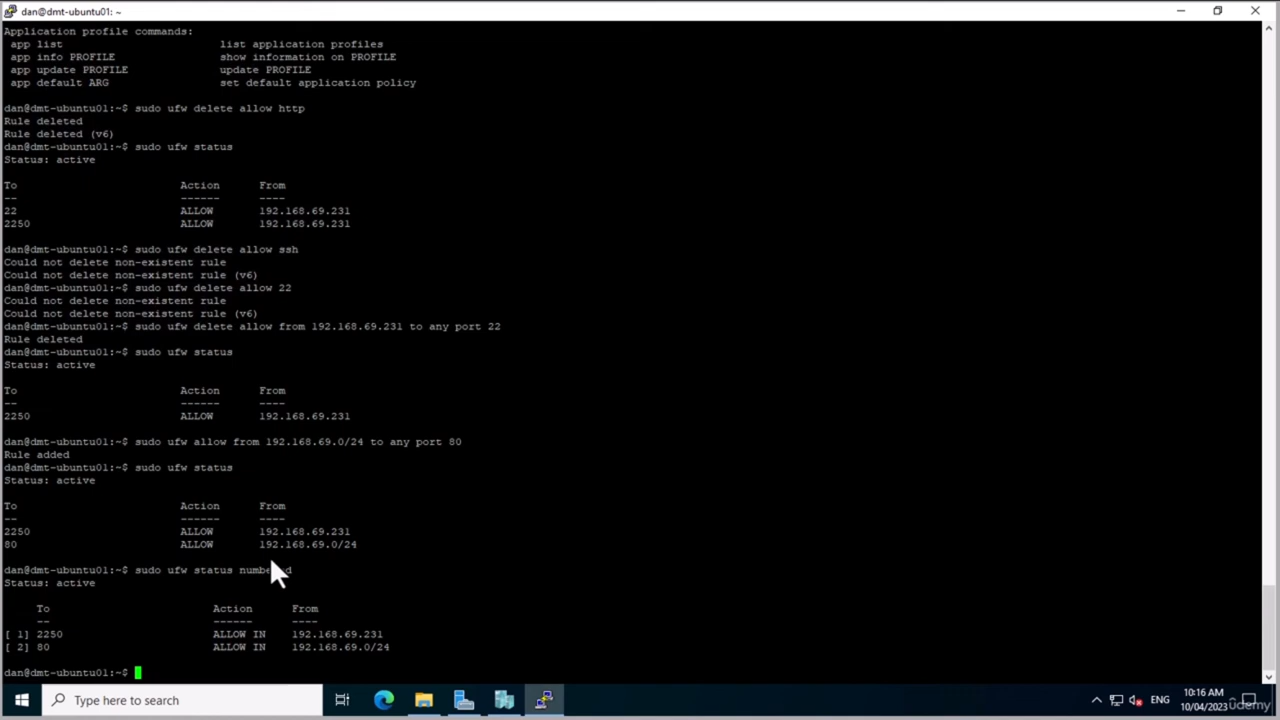 dan@dmt-ubuntu01: ~
Application profile commands:
app list list application profiles
app info PROFILE show information on PROFILE
app update PROFILE update PROFILE
app default ARG set default application policy
dan@dmt-ubuntu01:~$ sudo ufw delete allow http
Rule deleted
Rule deleted (v6)
dan@dmt-ubuntu01:~$ sudo ufw status
Status: active
To Action From
-- ------ ----
22 ALLOW 192.168.69.231
2250 ALLOW 192.168.69.231
dan@dmt-ubuntu01:~$ sudo ufw delete allow ssh
Could not delete non-existent rule
Could not delete non-existent rule (v6)
dan@dmt-ubuntu01:~$ sudo ufw delete allow 22
Could not delete non-existent rule
Could not delete non-existent rule (v6)
dan@dmt-ubuntu01:~$ sudo ufw delete allow from 192.168.69.231 to any port 22
Rule deleted
dan@dmt-ubuntu01:~$ sudo ufw status
Status: active
To Action From
-- ------ ----
2250 ALLOW 192.168.69.231
dan@dmt-ubuntu01:~$ sudo ufw allow from 192.168.69.0/24 to any port 80
Rule added
dan@dmt-ubuntu01:~$ sudo ufw status
Status: active
To Action From
-- ------ ----
2250 ALLOW 192.168.69.231
80 ALLOW 192.168.69.0/24
dan@dmt-ubuntu01:~$ sudo ufw status numbered
Status: active
To Action From
-- ------ ----
[ 1] 2250 ALLOW IN 192.168.69.231
[ 2] 80 ALLOW IN 192.168.69.0/24
dan@dmt-ubuntu01:~$
Type here to search
ENG
10:16 AM
10/04/2023
udemy